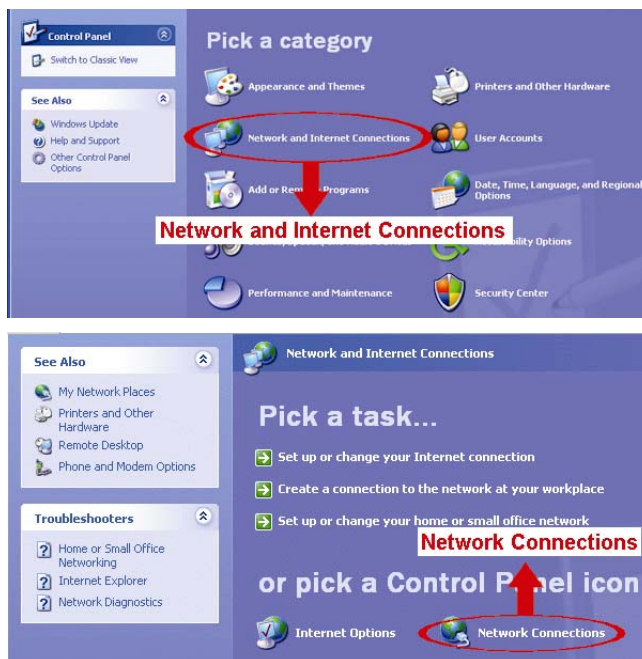 Control Panel
Switch to Classic View
See Also
Windows Update
Help and Support
Other Control Panel
Options
Pick a category
Appearance and Themes
Printers and Other Hardware
Network and Internet Connections
User Accounts
Add or Programs
Date, Time, Language, and Regional
Options
Network and Internet Connections
Options
Performance and Maintenance
Security Center
See Also
My Network Places
Printers and Other
Hardware
Remote Desktop
Phone and Modem Options
Troubleshooters
Home or Small Office
Networking
Internet Explorer
Network Diagnostics
Network and Internet Connections
Pick a task...
Set up or change your Internet connection
Create a connection to the network at your workplace
Set up or change your home or small office network
Network Connections
or pick a Control icon
Internet Options
Network Connections